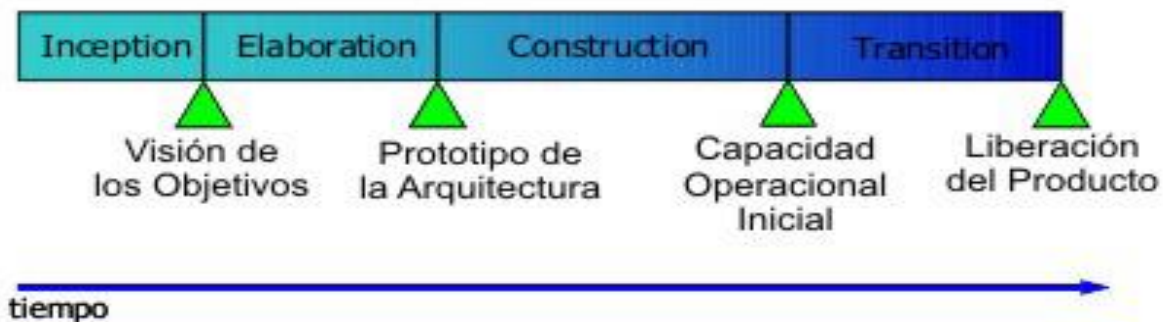 Inception Elaboration Construction Transition
Visión de
los Objetivos
Prototipo de
la Arquitectura
Capacidad
Operacional
Inicial
Liberación
del Producto
tiempo